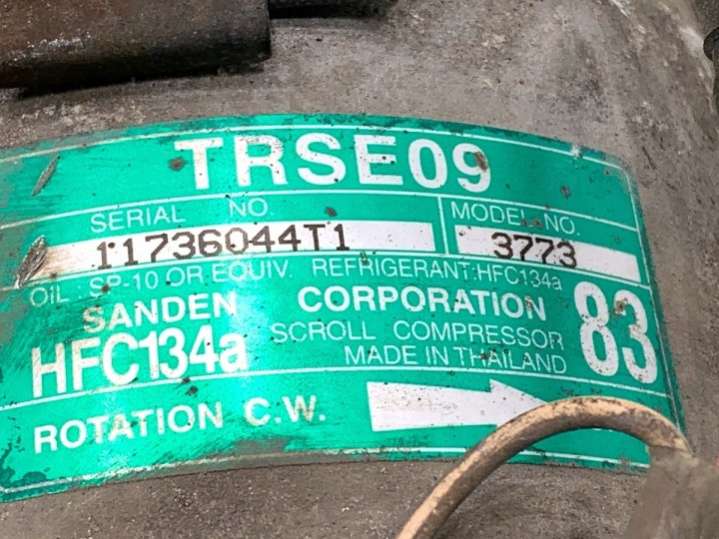 TRSE09
SERIAL NO. MODEL NO.
11736044T1 3773
OIL : SP-10 OR EQUIV. REFRIGERANT:HFC134a
SANDEN CORPORATION
HFC134a SCROLL COMPRESSOR 83
MADE IN THAILAND
ROTATION C.W.